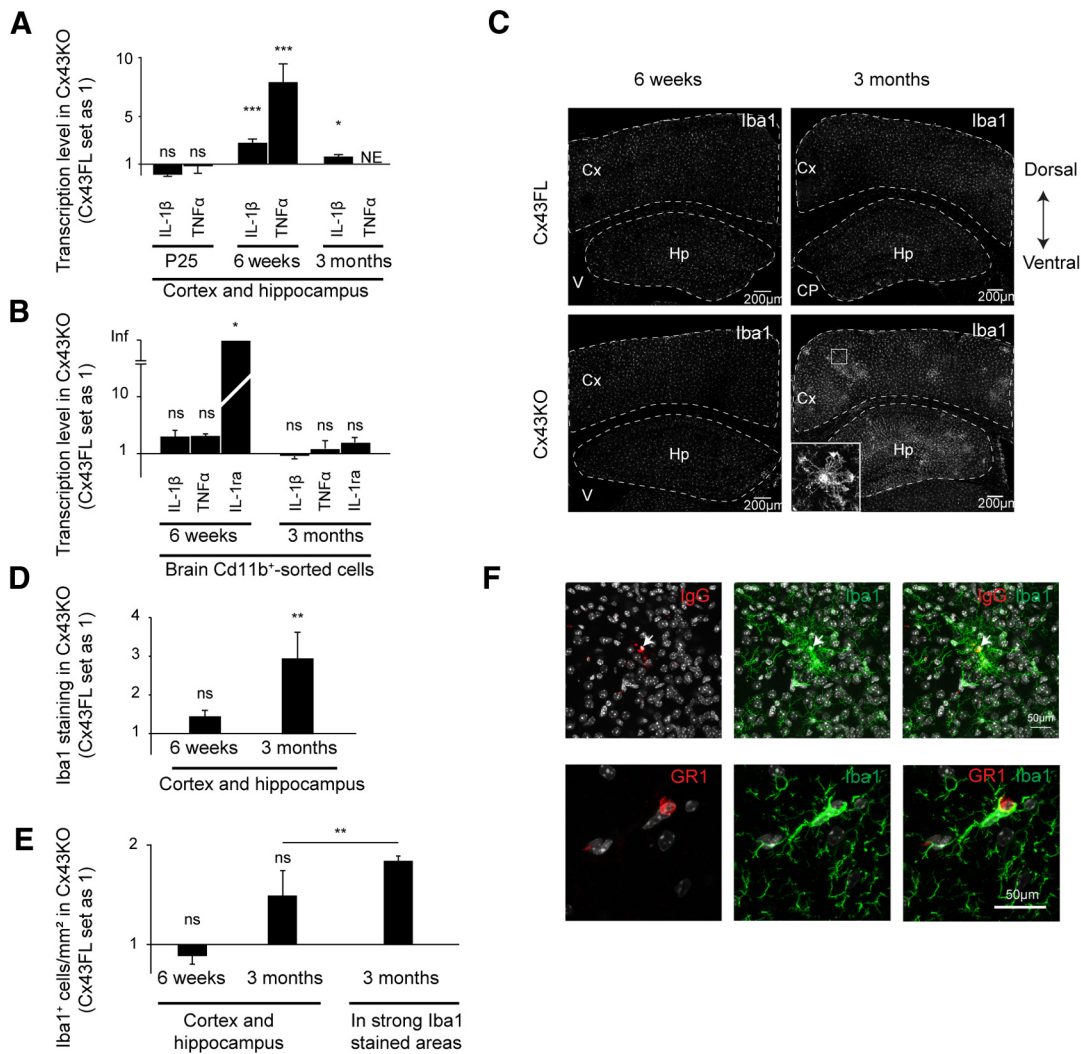 A
Transcription level in Cx43KO
(Cx43FL set as 1)
10
5
1
ns
ns
***
***
*
NE
IL-1β
TNFα
IL-1β
TNFα
IL-1β
TNFα
P25
6 weeks
3 months
Cortex and hippocampus
B
Transcription level in Cx43KO
(Cx43FL set as 1)
Inf
10
1
ns
ns
*
ns
ns
ns
IL-1β
TNFα
IL-1ra
IL-1β
TNFα
IL-1ra
6 weeks
3 months
Brain Cd11b⁺-sorted cells
C
6 weeks
3 months
Cx43FL
Iba1
Cx
Hp
V
200µm
Iba1
Cx
Hp
CP
200µm
Dorsal
Ventral
Cx43KO
Iba1
Cx
Hp
V
200µm
Iba1
Cx
Hp
200µm
D
Iba1 staining in Cx43KO
(Cx43FL set as 1)
4
3
2
1
ns
**
6 weeks
3 months
Cortex and hippocampus
E
Iba1⁺ cells/mm² in Cx43KO
(Cx43FL set as 1)
2
1
ns
ns
**
6 weeks
3 months
3 months
Cortex and
hippocampus
In strong Iba1
stained areas
F
IgG
Iba1
IgG Iba1
50µm
GR1
Iba1
GR1 Iba1
50µm